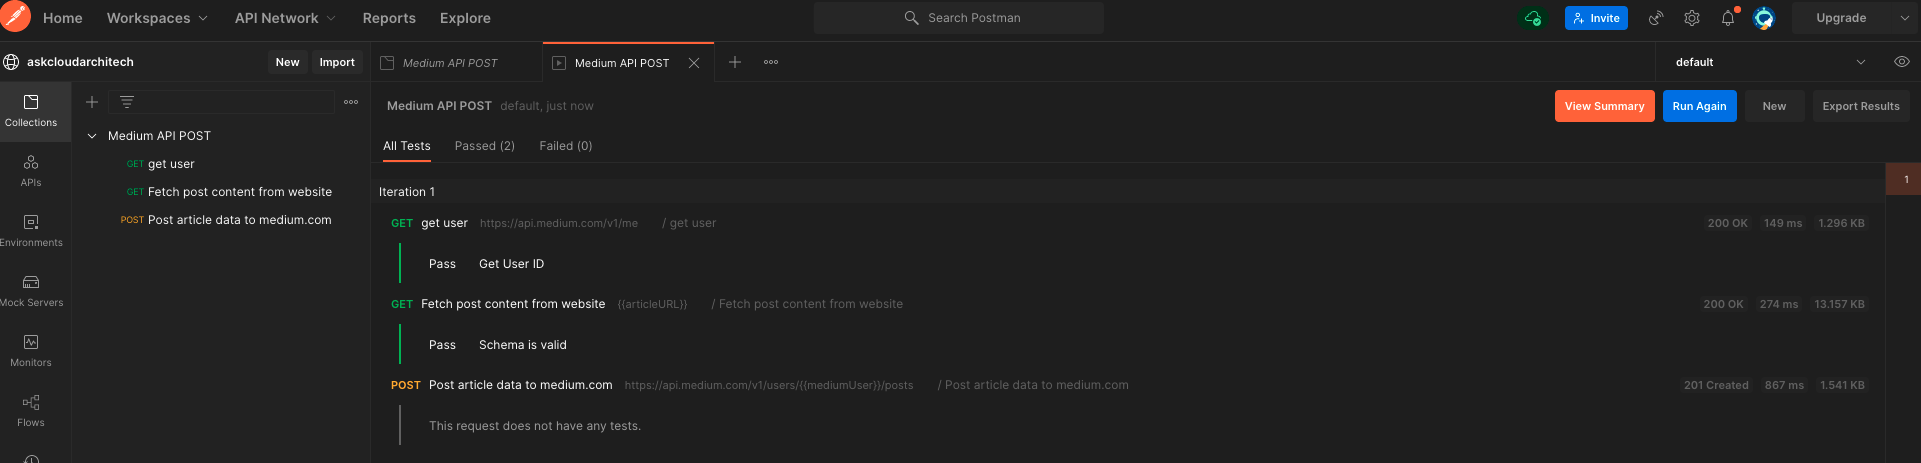 Home Workspaces API Network Reports Explore Search Postman Invite Upgrade
askcloudarchitech New Import Medium API POST Medium API POST default
Collections
Medium API POST default, just now View Summary Run Again New Export Results
Medium API POST
All Tests Passed (2) Failed (0)
GET get user
APIs
GET Fetch post content from website
Iteration 1 1
POST Post article data to medium.com
GET get user https://api.medium.com/v1/me / get user 200 OK 149 ms 1.296 KB
Environments
Pass Get User ID
Mock Servers
GET Fetch post content from website {{articleURL}} / Fetch post content from website 200 OK 274 ms 13.157 KB
Pass Schema is valid
Monitors
POST Post article data to medium.com https://api.medium.com/v1/users/{{mediumUser}}/posts / Post article data to medium.com 201 Created 867 ms 1.541 KB
Flows
This request does not have any tests.